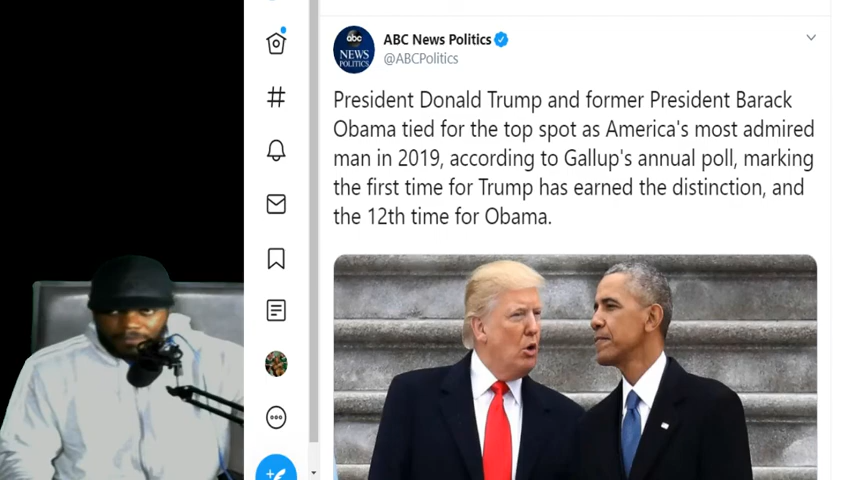 abc
NEWS
POLITICS
ABC News Politics
@ABCPolitics
President Donald Trump and former President Barack
Obama tied for the top spot as America's most admired
man in 2019, according to Gallup's annual poll, marking
the first time for Trump has earned the distinction, and
the 12th time for Obama.